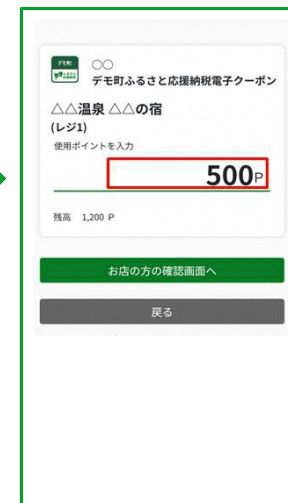 デモ町
○○
デモ町ふるさと応援納税電子クーポン
△△温泉 △△の宿
(レジ1)
使用ポイントを入力
500P
残高 1,200 P
お店の方の確認画面へ
戻る